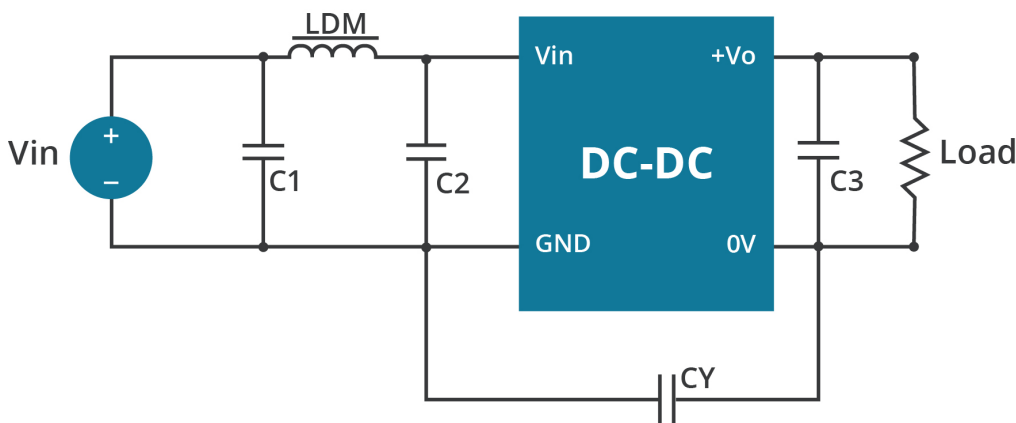 LDM
Vin
+
−
C1
C2
Vin
+Vo
DC-DC
GND
0V
C3
Load
CY